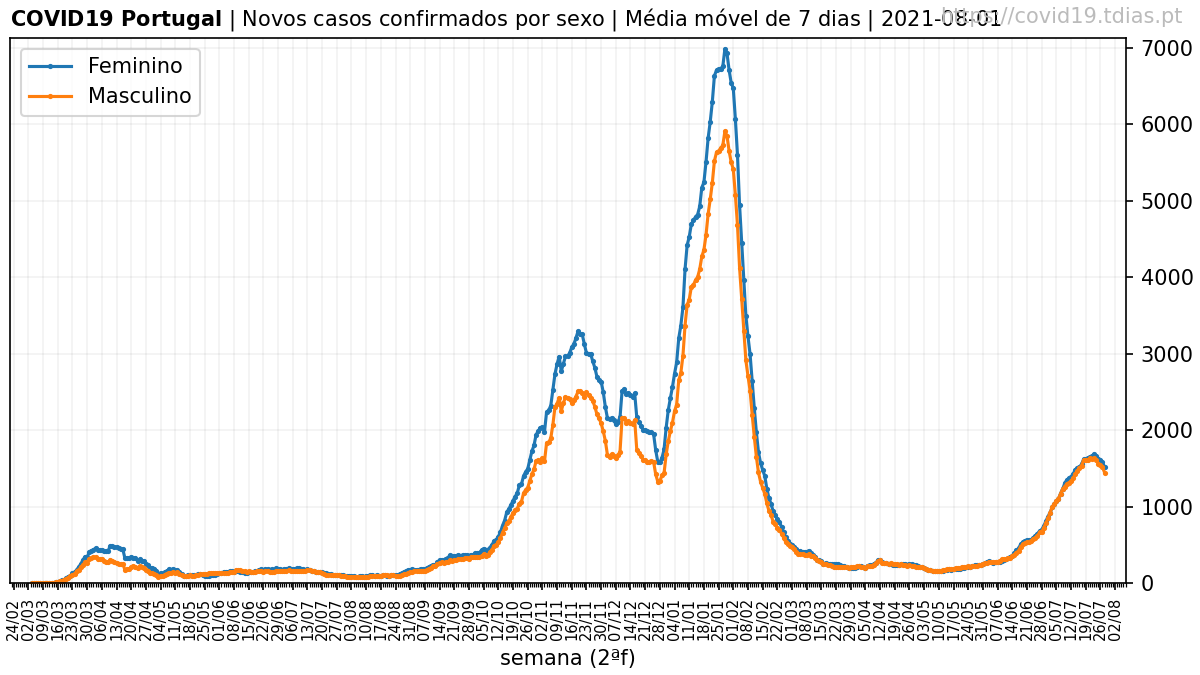 COVID19 Portugal | Novos casos confirmados por sexo | Média móvel de 7 dias | 2021-08-01
https://covid19.tdias.pt
Feminino
Masculino
7000
6000
5000
4000
3000
2000
1000
0
24/02 02/03 09/03 16/03 23/03 30/03 06/04 13/04 20/04 27/04 04/05 11/05 18/05 25/05 01/06 08/06 15/06 22/06 29/06 06/07 13/07 20/07 27/07 03/08 10/08 17/08 24/08 31/08 07/09 14/09 21/09 28/09 05/10 12/10 19/10 26/10 02/11 09/11 16/11 23/11 30/11 07/12 14/12 21/12 28/12 04/01 11/01 18/01 25/01 01/02 08/02 15/02 22/02 01/03 08/03 15/03 22/03 29/03 05/04 12/04 19/04 26/04 03/05 10/05 17/05 24/05 31/05 07/06 14/06 21/06 28/06 05/07 12/07 19/07 26/07 02/08
semana (2ªf)